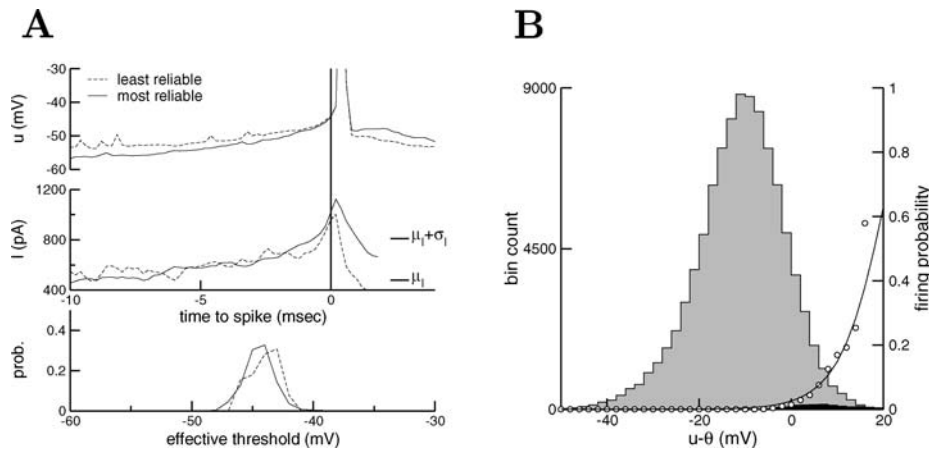 A
-30
-40
-50
-60
u (mV)
least reliable
most reliable
1200
800
400
I (pA)
μI+σI
μI
-10
-5
0
time to spike (msec)
0.4
0.2
0
prob.
-60
-50
-40
-30
effective threshold (mV)
B
9000
4500
0
bin count
1
0.8
0.6
0.4
0.2
0
firing probability
-40
-20
0
20
u-θ (mV)